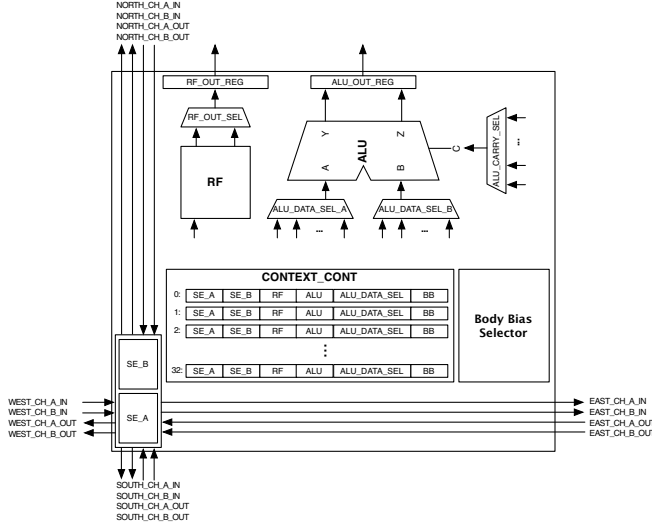 NORTH_CH_A_IN
NORTH_CH_B_IN
NORTH_CH_A_OUT
NORTH_CH_B_OUT
RF_OUT_REG
ALU_OUT_REG
RF_OUT_SEL
RF
Y
Z
A
B
ALU
C
ALU_CARRY_SEL
...
ALU_DATA_SEL_A
ALU_DATA_SEL_B
...
...
CONTEXT_CONT
0: SE_A SE_B RF ALU ALU_DATA_SEL BB
1: SE_A SE_B RF ALU ALU_DATA_SEL BB
2: SE_A SE_B RF ALU ALU_DATA_SEL BB
...
32: SE_A SE_B RF ALU ALU_DATA_SEL BB
Body Bias
Selector
SE_B
SE_A
WEST_CH_A_IN
WEST_CH_B_IN
WEST_CH_A_OUT
WEST_CH_B_OUT
EAST_CH_A_IN
EAST_CH_B_IN
EAST_CH_A_OUT
EAST_CH_B_OUT
SOUTH_CH_A_IN
SOUTH_CH_B_IN
SOUTH_CH_A_OUT
SOUTH_CH_B_OUT